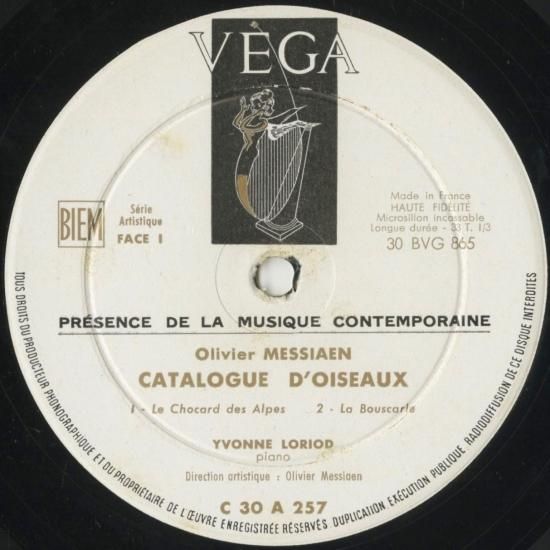 VEGA
BIEM
Série
Artistique
FACE I
Made in France
HAUTE FIDÉLITÉ
Microsillon incassable
Longue durée - 33 T. 1/3
30 BVG 865
PRÉSENCE DE LA MUSIQUE CONTEMPORAINE
Olivier MESSIAEN
CATALOGUE D'OISEAUX
1 - Le Chocard des Alpes 2 - La Bouscarle
YVONNE LORIOD
piano
Direction artistique : Olivier Messiaen
C 30 A 257
TOUS DROITS DU PRODUCTEUR PHONOGRAPHIQUE ET DU PROPRIÉTAIRE DE L'ŒUVRE ENREGISTRÉE RÉSERVÉS DUPLICATION, EXÉCUTION PUBLIQUE RADIODIFFUSION DE CE DISQUE INTERDITES